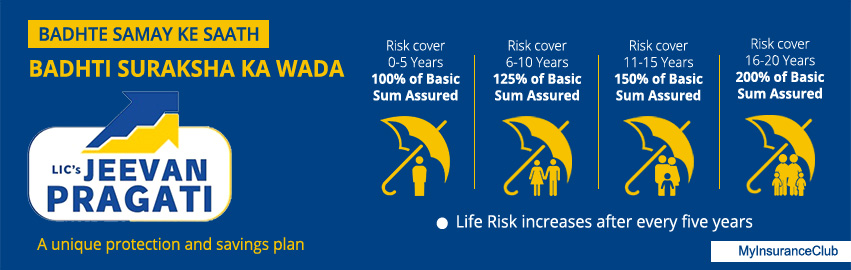 BADHTE SAMAY KE SAATH
BADHTI SURAKSHA KA WADA
LIC's JEEVAN
PRAGATI
A unique protection and savings plan
Risk cover
0-5 Years
100% of Basic
Sum Assured
Risk cover
6-10 Years
125% of Basic
Sum Assured
Risk cover
11-15 Years
150% of Basic
Sum Assured
Risk cover
16-20 Years
200% of Basic
Sum Assured
● Life Risk increases after every five years
MyInsuranceClub